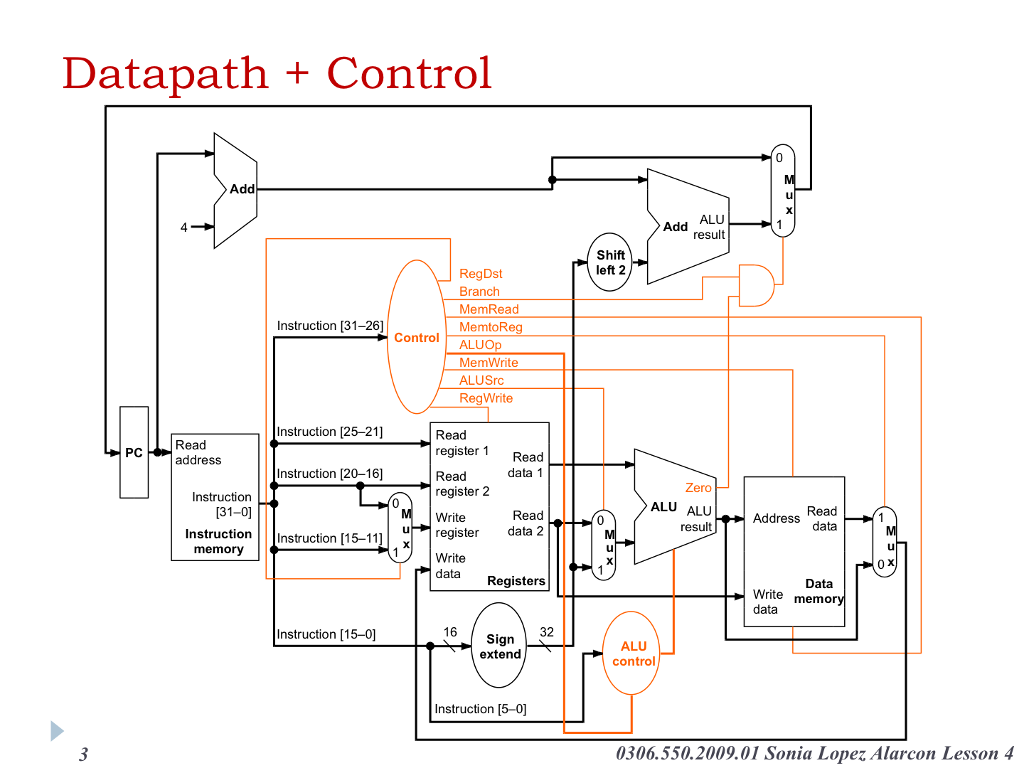 Datapath + Control
Add
4
0
M
u
x
1
Add
ALU
result
Shift
left 2
RegDst
Branch
MemRead
MemtoReg
ALUOp
MemWrite
ALUSrc
RegWrite
Control
Instruction [31–26]
PC
Read
address
Instruction
[31–0]
Instruction
memory
Instruction [25–21]
Instruction [20–16]
Instruction [15–11]
0
M
u
x
1
Read
register 1
Read
register 2
Write
register
Write
data
Read
data 1
Read
data 2
Registers
0
M
u
x
1
Zero
ALU
ALU
result
Address
Read
data
Write
data
Data
memory
1
M
u
x
0
Instruction [15–0]
16
Sign
extend
32
ALU
control
Instruction [5–0]
3
0306.550.2009.01 Sonia Lopez Alarcon Lesson 4